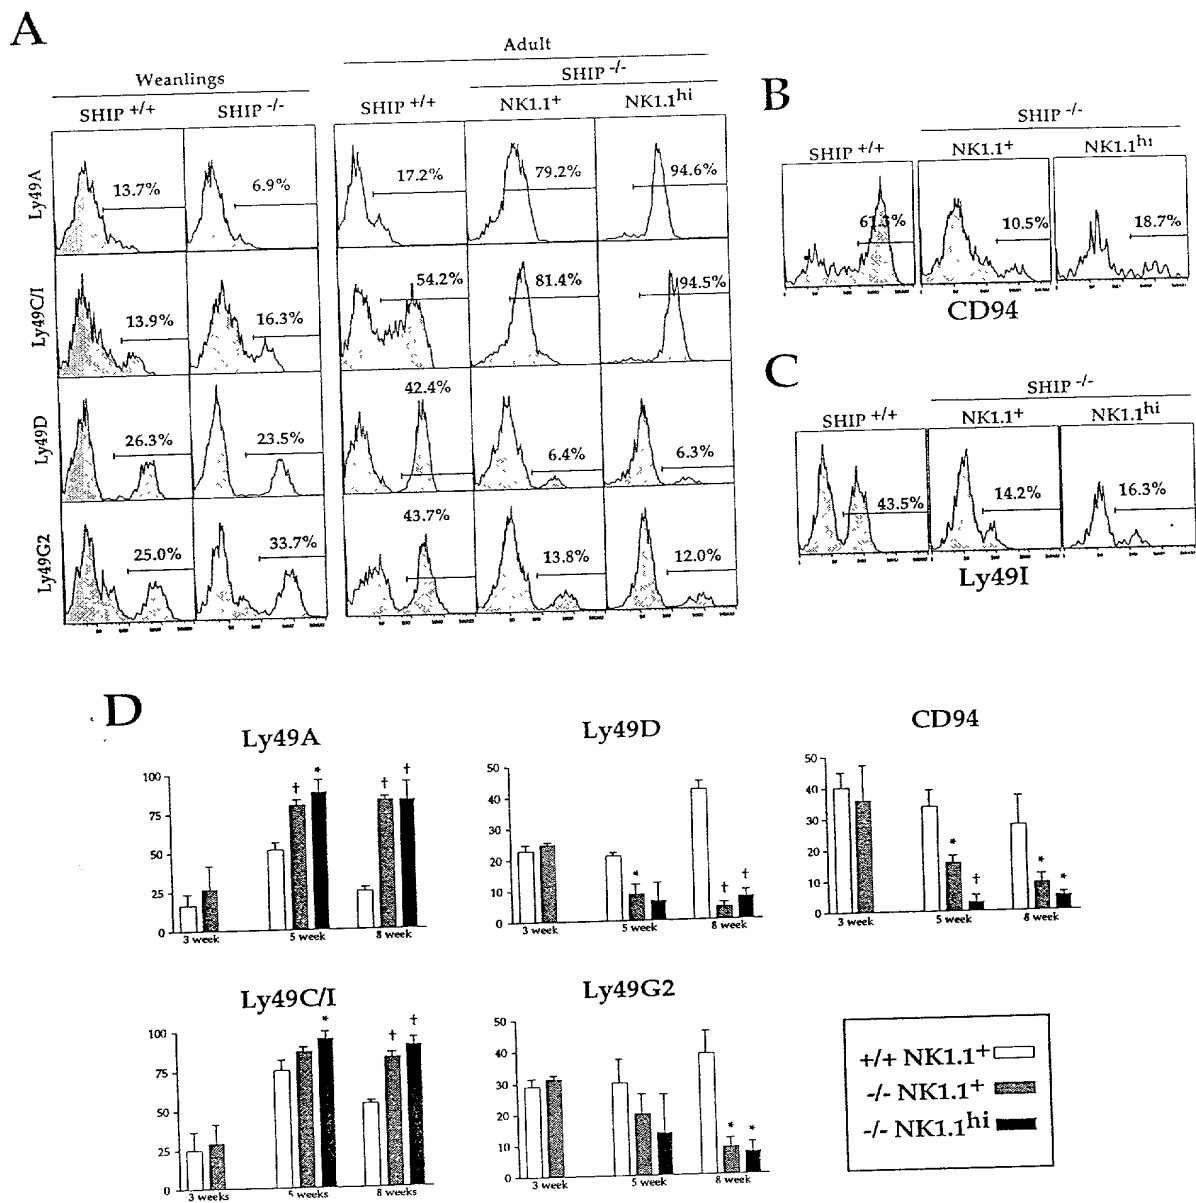 A
Adult
Weanlings
SHIP -/-
SHIP +/+
SHIP -/-
SHIP +/+
NK1.1+
NK1.1hi
Ly49A
13.7%
6.9%
17.2%
79.2%
94.6%
Ly49C/I
13.9%
16.3%
54.2%
81.4%
94.5%
Ly49D
26.3%
23.5%
42.4%
6.4%
6.3%
Ly49G2
25.0%
33.7%
43.7%
13.8%
12.0%
B
SHIP -/-
SHIP +/+
NK1.1+
NK1.1hi
61.3%
10.5%
18.7%
CD94
C
SHIP -/-
SHIP +/+
NK1.1+
NK1.1hi
43.5%
14.2%
16.3%
Ly49I
D
Ly49A
100
75
50
25
0
† * † †
3 week 5 week 8 week
Ly49D
50
40
30
20
10
0
* † †
3 week 5 week 8 week
CD94
50
40
30
20
10
0
* † * *
3 week 5 week 8 week
Ly49C/I
100
75
50
25
0
* † †
3 weeks 5 weeks 8 weeks
Ly49G2
50
40
30
20
10
0
* *
3 week 5 week 8 week
+/+ NK1.1+
-/- NK1.1+
-/- NK1.1hi